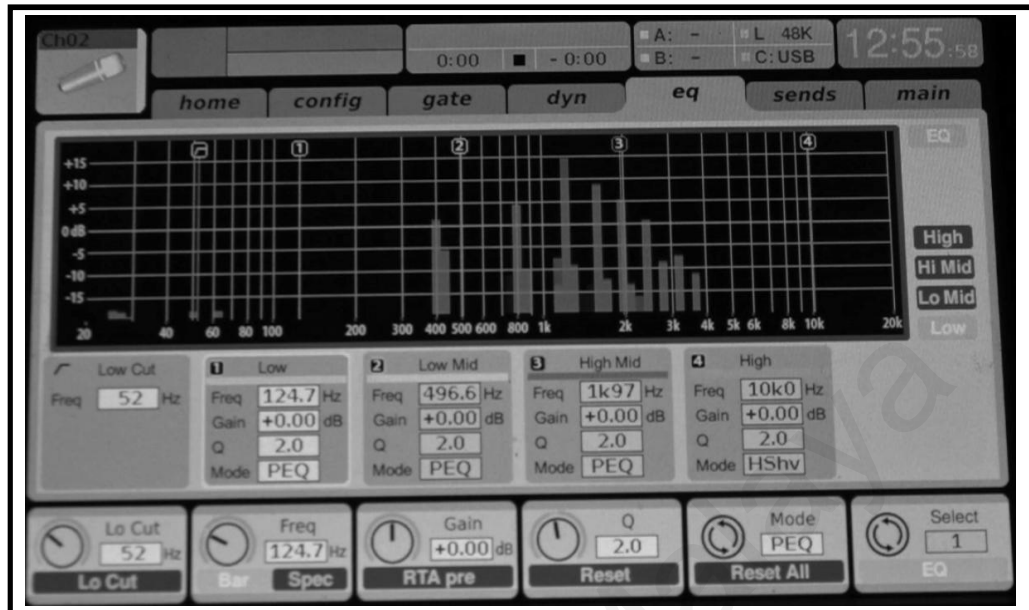 Ch02
0:00 - 0:00
A: - L 48K
B: - C: USB
12:55:58
home config gate dyn eq sends main
1 2 3 4
EQ
+15
+10
+5
0dB
-5
-10
-15
20 40 60 80 100 200 300 400 500 600 800 1k 2k 3k 4k 5k 6k 8k 10k 20k
High
Hi Mid
Lo Mid
Low
Low Cut
Freq 52 Hz
1 Low
Freq 124.7 Hz
Gain +0.00 dB
Q 2.0
Mode PEQ
2 Low Mid
Freq 496.6 Hz
Gain +0.00 dB
Q 2.0
Mode PEQ
3 High Mid
Freq 1k97 Hz
Gain +0.00 dB
Q 2.0
Mode PEQ
4 High
Freq 10k0 Hz
Gain +0.00 dB
Q 2.0
Mode HShv
Lo Cut
52 Hz
Lo Cut
Freq
124.7 Hz
Bar Spec
Gain
+0.00 dB
RTA pre
Q
2.0
Reset
Mode
PEQ
Reset All
Select
1
EQ